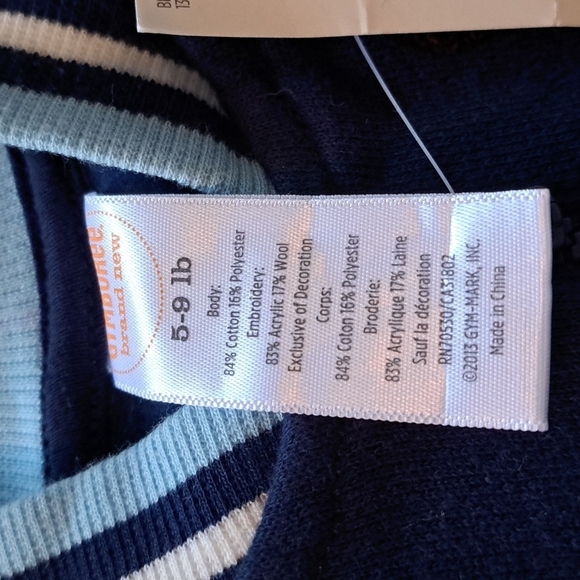 GYMBOREE
brand new
5-9 lb
Body:
84% Cotton 16% Polyester
Embroidery:
83% Acrylic 17% Wool
Exclusive of Decoration
Corps:
84% Coton 16% Polyester
Broderie:
83% Acrylique 17% Laine
Sauf la décoration
RN70530/CA31802
©2013 GYM-MARK, INC.
Made in China